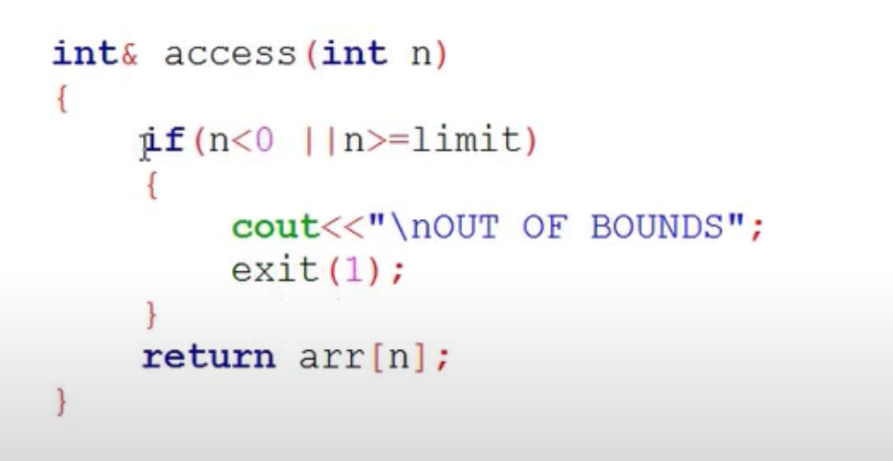 int& access(int n)
{
if(n<0 ||n>=limit)
{
cout<<"\nOUT OF BOUNDS";
exit(1);
}
return arr[n];
}